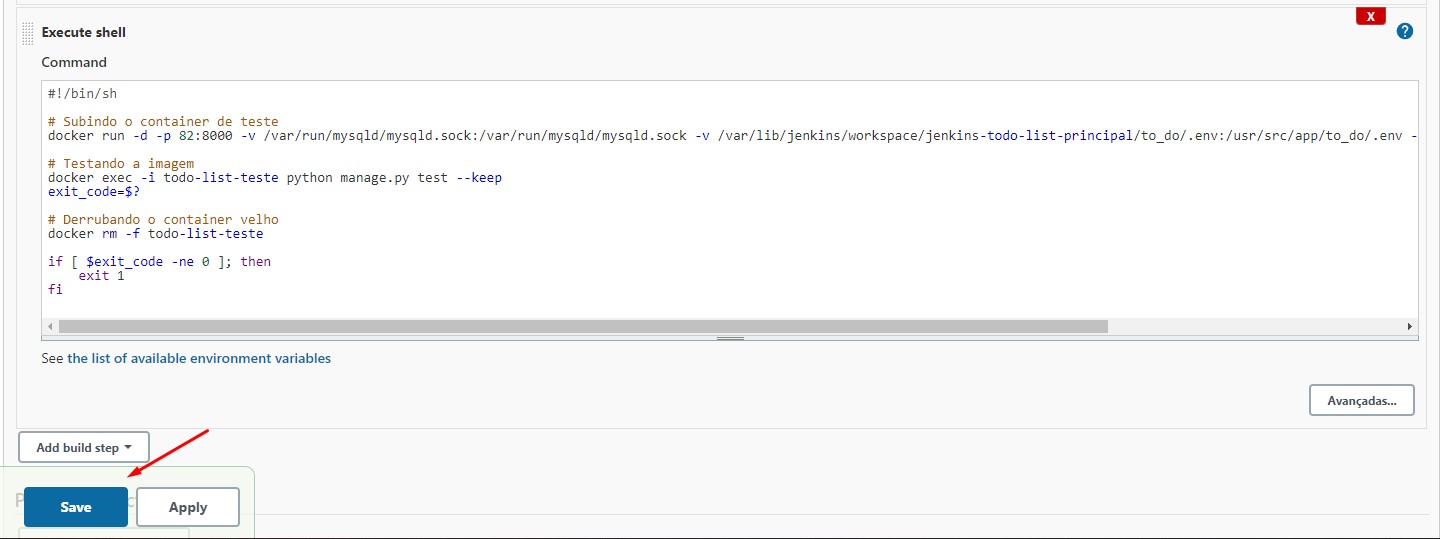 X
Execute shell
?
Command
#!/bin/sh
# Subindo o container de teste
docker run -d -p 82:8000 -v /var/run/mysqld/mysqld.sock:/var/run/mysqld/mysqld.sock -v /var/lib/jenkins/workspace/jenkins-todo-list-principal/to_do/.env:/usr/src/app/to_do/.env -
# Testando a imagem
docker exec -i todo-list-teste python manage.py test --keep
exit_code=$?
# Derrubando o container velho
docker rm -f todo-list-teste
if [ $exit_code -ne 0 ]; then
    exit 1
fi
See the list of available environment variables
Avançadas...
Add build step
Save
Apply